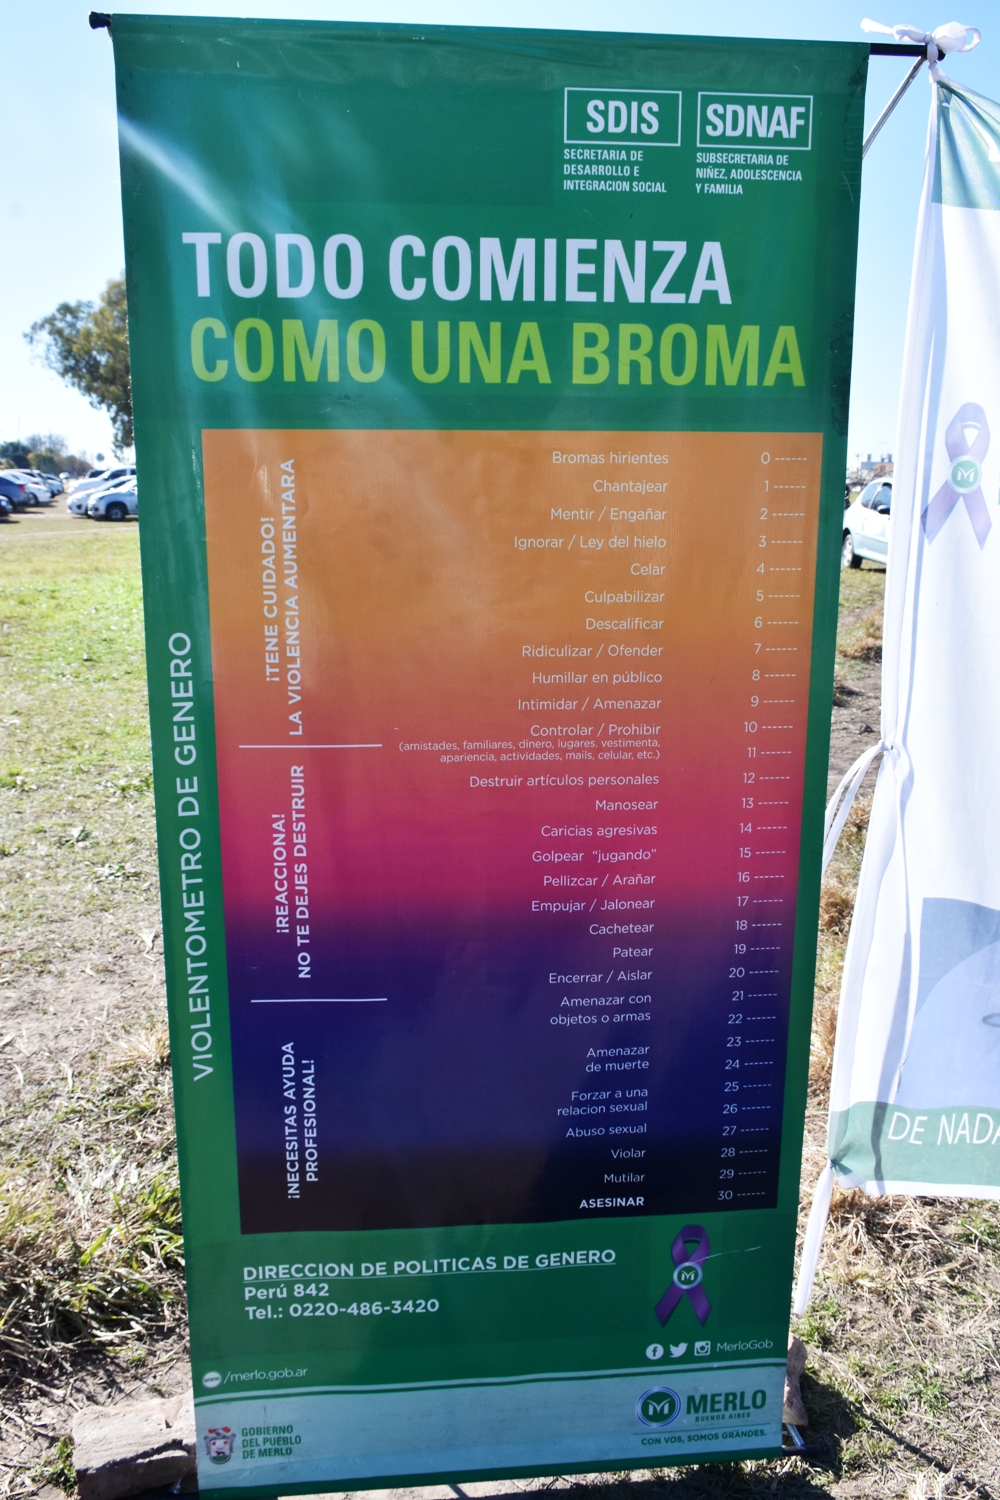 SDIS
SECRETARIA DE
DESARROLLO E
INTEGRACION SOCIAL
SDNAF
SUBSECRETARIA DE
NIÑEZ, ADOLESCENCIA
Y FAMILIA
TODO COMIENZA
COMO UNA BROMA
VIOLENTOMETRO DE GENERO
¡TENE CUIDADO!
LA VIOLENCIA AUMENTARA
Bromas hirientes 0 ------
Chantajear 1 ------
Mentir / Engañar 2 ------
Ignorar / Ley del hielo 3 ------
Celar 4 ------
Culpabilizar 5 ------
Descalificar 6 ------
Ridiculizar / Ofender 7 ------
Humillar en público 8 ------
Intimidar / Amenazar 9 ------
Controlar / Prohibir 10 ------
(amistades, familiares, dinero, lugares. vestimenta,
apariencia, actividades, mails, celular, etc.) 11 ------
¡REACCIONA!
NO TE DEJES DESTRUIR
Destruir artículos personales 12 ------
Manosear 13 ------
Caricias agresivas 14 ------
Golpear "jugando" 15 ------
Pellizcar / Arañar 16 ------
Empujar / Jalonear 17 ------
Cachetear 18 ------
Patear 19 ------
Encerrar / Aislar 20 ------
Amenazar con 21 ------
objetos o armas 22 ------
¡NECESITAS AYUDA
PROFESIONAL!
23 ------
Amenazar
de muerte 24 ------
25 ------
Forzar a una
relacion sexual 26 ------
Abuso sexual 27 ------
Violar 28 ------
Mutilar 29 ------
ASESINAR 30 ------
DIRECCION DE POLITICAS DE GENERO
Perú 842
Tel.: 0220-486-3420
M
MerloGob
www /merlo.gob.ar
GOBIERNO
DEL PUEBLO
DE MERLO
M MERLO
BUENOS AIRES
CON VOS, SOMOS GRANDES.
M
DE NADA